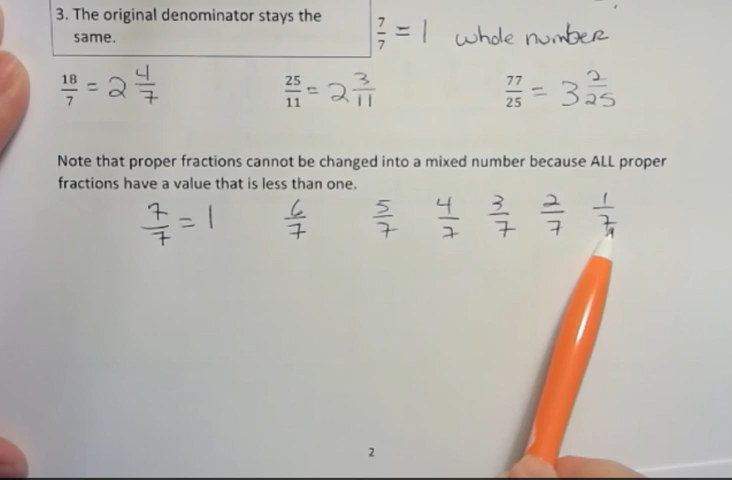 3. The original denominator stays the same.
7/7 = 1 whole number
18/7 = 2 4/7 25/11 = 2 3/11 77/25 = 3 2/25
Note that proper fractions cannot be changed into a mixed number because ALL proper
fractions have a value that is less than one.
7/7 = 1 6/7 5/7 4/7 3/7 2/7 1/7
2